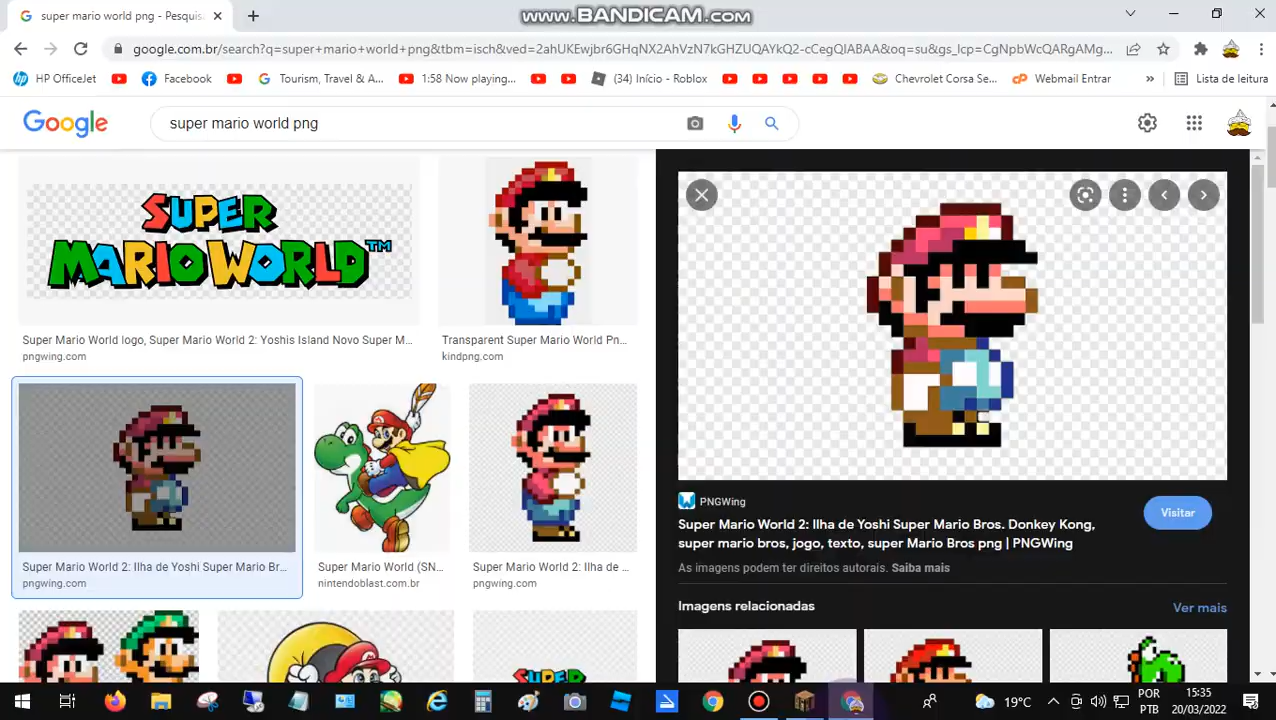 super mario world png - Pesquis
www.BANDICAM.com
google.com.br/search?q=super+mario+world+png&tbm=isch&ved=2ahUKEwjbr6GHqNX2AhVzN7kGHZUQAYkQ2-cCegQIABAA&oq=su&gs_lcp=CgNpbWcQARgAMg...
HP OfficeJet
Facebook
Tourism, Travel & A...
1:58 Now playing...
(34) Início - Roblox
Chevrolet Corsa Se...
Webmail Entrar
»
Lista de leitura
Google
super mario world png
SUPER
MARIO WORLD™
Super Mario World logo, Super Mario World 2: Yoshis Island Novo Super M...
pngwing.com
Transparent Super Mario World Pn...
kindpng.com
Super Mario World 2: Ilha de Yoshi Super Mario Br...
pngwing.com
Super Mario World (SN...
nintendoblast.com.br
Super Mario World 2: Ilha de ...
pngwing.com
SUPER
PNGWing
Super Mario World 2: Ilha de Yoshi Super Mario Bros. Donkey Kong,
super mario bros, jogo, texto, super Mario Bros png | PNGWing
Visitar
As imagens podem ter direitos autorais. Saiba mais
Imagens relacionadas
Ver mais
19°C
POR
PTB
15:35
20/03/2022